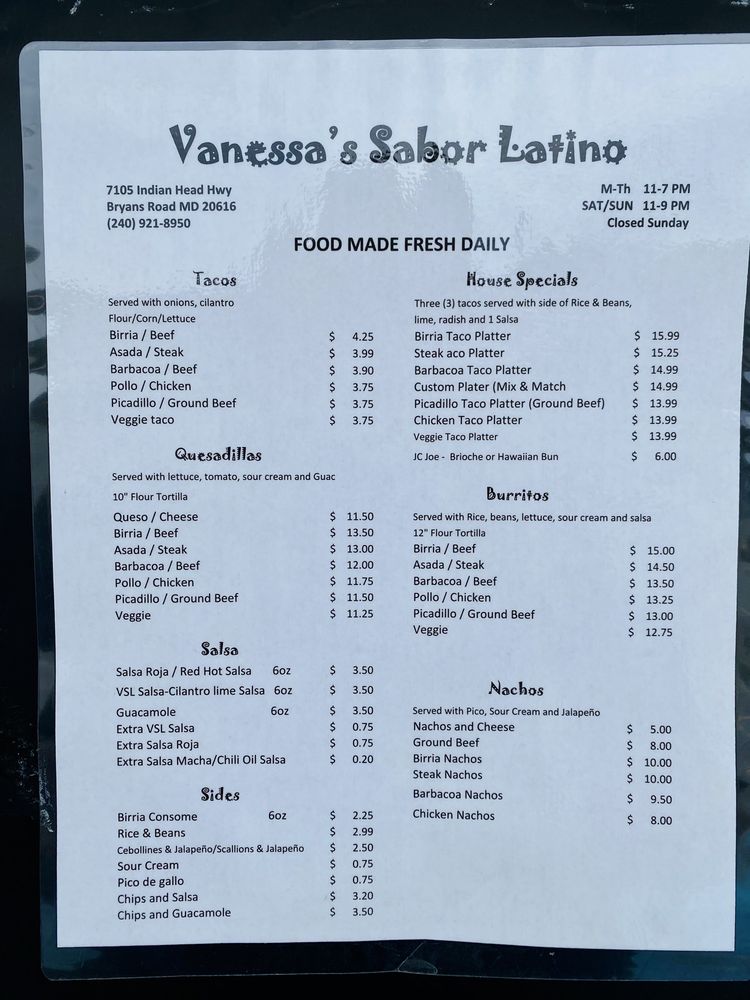 Vanessa's Sabor Latino
7105 Indian Head Hwy
Bryans Road MD 20616
(240) 921-8950
M-Th 11-7 PM
SAT/SUN 11-9 PM
Closed Sunday
FOOD MADE FRESH DAILY
Tacos
Served with onions, cilantro
Flour/Corn/Lettuce
Birria / Beef $ 4.25
Asada / Steak $ 3.99
Barbacoa / Beef $ 3.90
Pollo / Chicken $ 3.75
Picadillo / Ground Beef $ 3.75
Veggie taco $ 3.75
Quesadillas
Served with lettuce, tomato, sour cream and Guac
10" Flour Tortilla
Queso / Cheese $ 11.50
Birria / Beef $ 13.50
Asada / Steak $ 13.00
Barbacoa / Beef $ 12.00
Pollo / Chicken $ 11.75
Picadillo / Ground Beef $ 11.50
Veggie $ 11.25
Salsa
Salsa Roja / Red Hot Salsa 6oz $ 3.50
VSL Salsa-Cilantro lime Salsa 6oz $ 3.50
Guacamole 6oz $ 3.50
Extra VSL Salsa $ 0.75
Extra Salsa Roja $ 0.75
Extra Salsa Macha/Chili Oil Salsa $ 0.20
Sides
Birria Consome 6oz $ 2.25
Rice & Beans $ 2.99
Cebollines & Jalapeño/Scallions & Jalapeño $ 2.50
Sour Cream $ 0.75
Pico de gallo $ 0.75
Chips and Salsa $ 3.20
Chips and Guacamole $ 3.50
House Specials
Three (3) tacos served with side of Rice & Beans,
lime, radish and 1 Salsa
Birria Taco Platter $ 15.99
Steak aco Platter $ 15.25
Barbacoa Taco Platter $ 14.99
Custom Plater (Mix & Match $ 14.99
Picadillo Taco Platter (Ground Beef) $ 13.99
Chicken Taco Platter $ 13.99
Veggie Taco Platter $ 13.99
JC Joe - Brioche or Hawaiian Bun $ 6.00
Burritos
Served with Rice, beans, lettuce, sour cream and salsa
12" Flour Tortilla
Birria / Beef $ 15.00
Asada / Steak $ 14.50
Barbacoa / Beef $ 13.50
Pollo / Chicken $ 13.25
Picadillo / Ground Beef $ 13.00
Veggie $ 12.75
Nachos
Served with Pico, Sour Cream and Jalapeño
Nachos and Cheese $ 5.00
Ground Beef $ 8.00
Birria Nachos $ 10.00
Steak Nachos $ 10.00
Barbacoa Nachos $ 9.50
Chicken Nachos $ 8.00